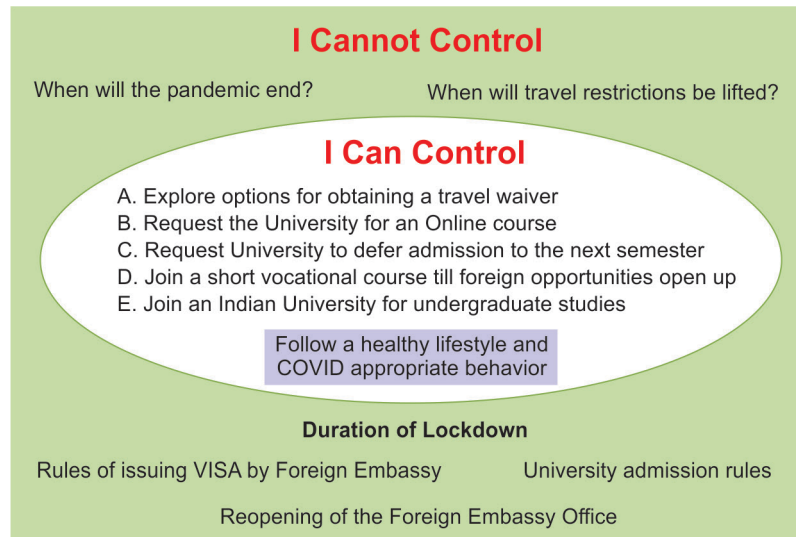 I Cannot Control
When will the pandemic end?
When will travel restrictions be lifted?
I Can Control
A. Explore options for obtaining a travel waiver
B. Request the University for an Online course
C. Request University to defer admission to the next semester
D. Join a short vocational course till foreign opportunities open up
E. Join an Indian University for undergraduate studies
Follow a healthy lifestyle and
COVID appropriate behavior
Duration of Lockdown
Rules of issuing VISA by Foreign Embassy
University admission rules
Reopening of the Foreign Embassy Office